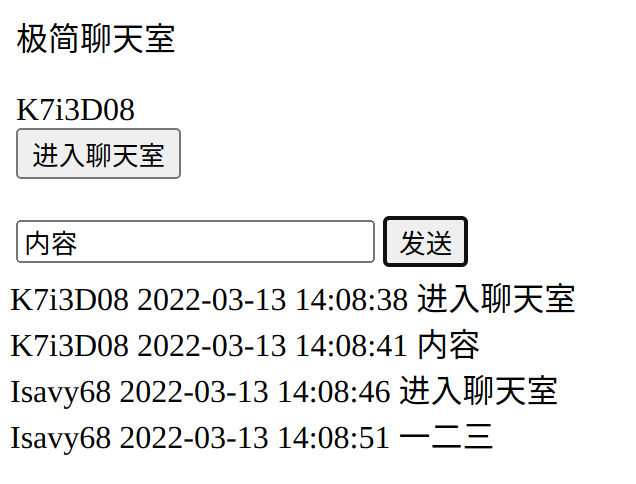 极简聊天室
K7i3D08
进入聊天室
内容 发送
K7i3D08 2022-03-13 14:08:38 进入聊天室
K7i3D08 2022-03-13 14:08:41 内容
Isavy68 2022-03-13 14:08:46 进入聊天室
Isavy68 2022-03-13 14:08:51 一二三